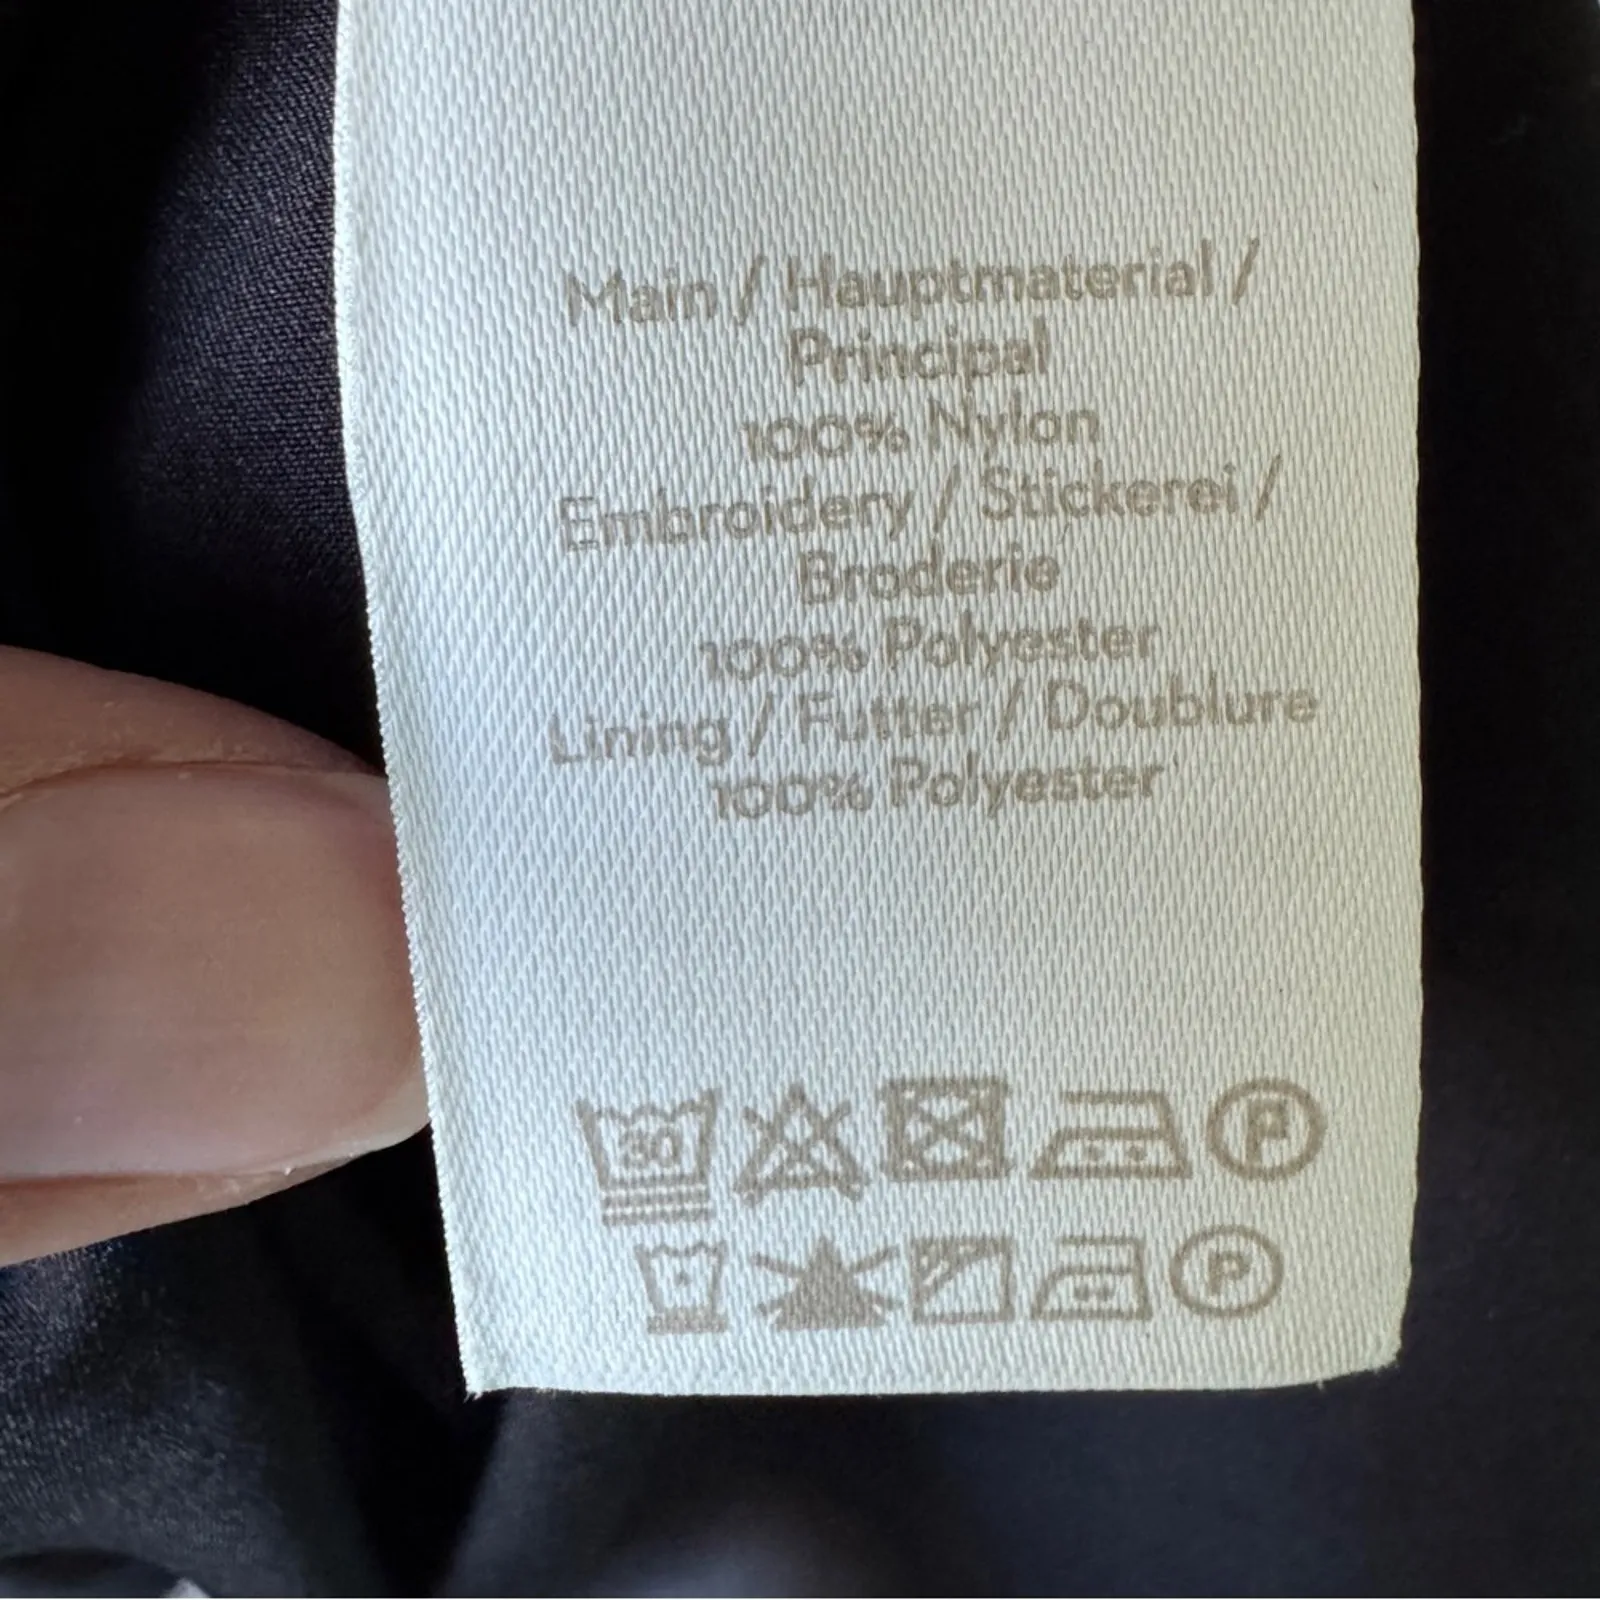 Main / Hauptmaterial /
Principal
100% Nylon
Embroidery / Stickerei /
Broderie
100% Polyester
Lining / Futter / Doublure
100% Polyester
30 P
P